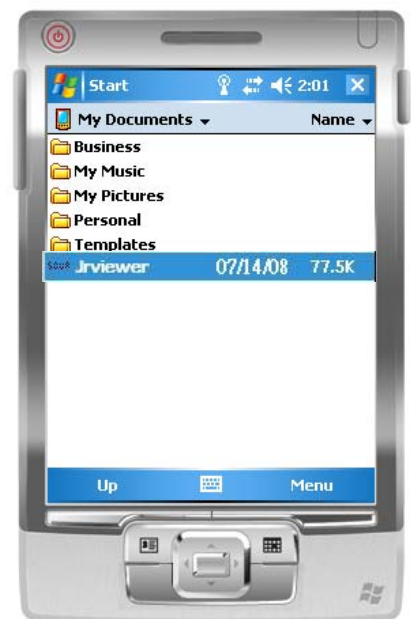 Start 2:01
My Documents Name
Business
My Music
My Pictures
Personal
Templates
Jrviewer 07/14/08 77.5K
Up Menu